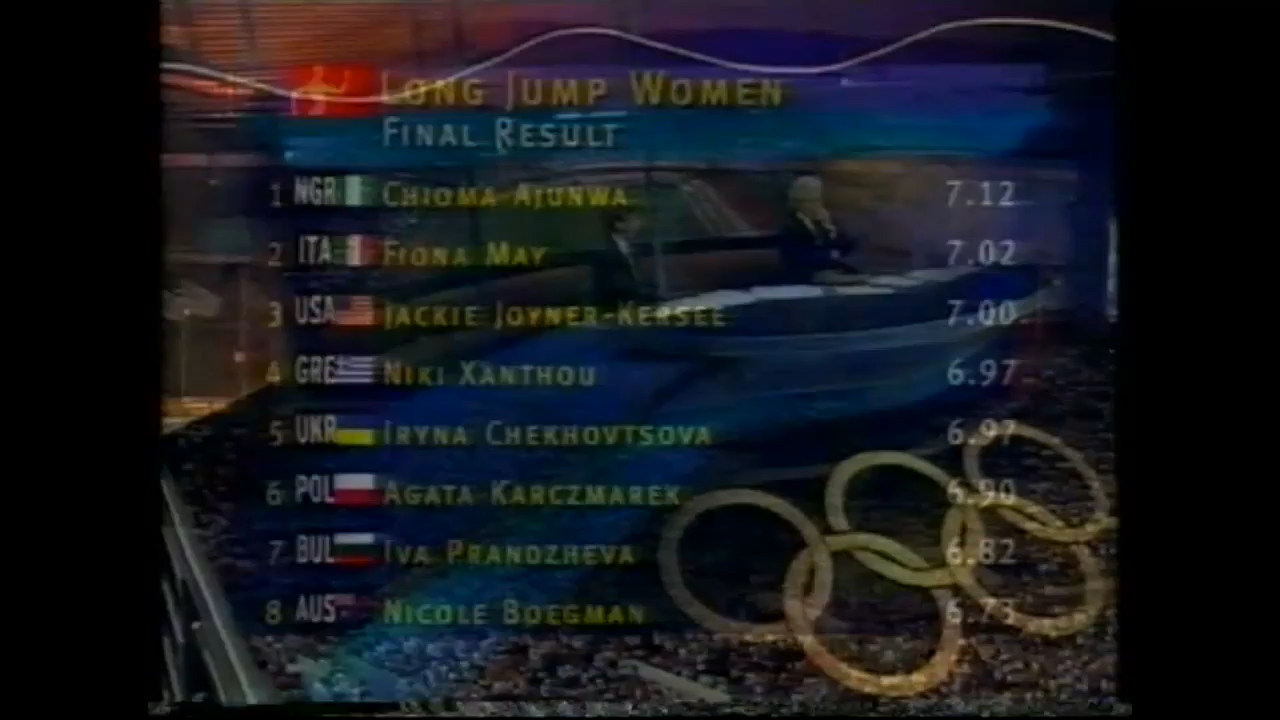 LONG JUMP WOMEN
FINAL RESULT
1 NGR CHIOMA AJUNWA 7.12
2 ITA FIONA MAY 7.02
3 USA JACKIE JOYNER-KERSEE 7.00
4 GRE NIKI XANTHOU 6.97
5 UKR IRYNA CHEKHOVTSOVA 6.97
6 POL AGATA KARCZMAREK 6.90
7 BUL IVA PRANDZHEVA 6.82
8 AUS NICOLE BOEGMAN 6.73